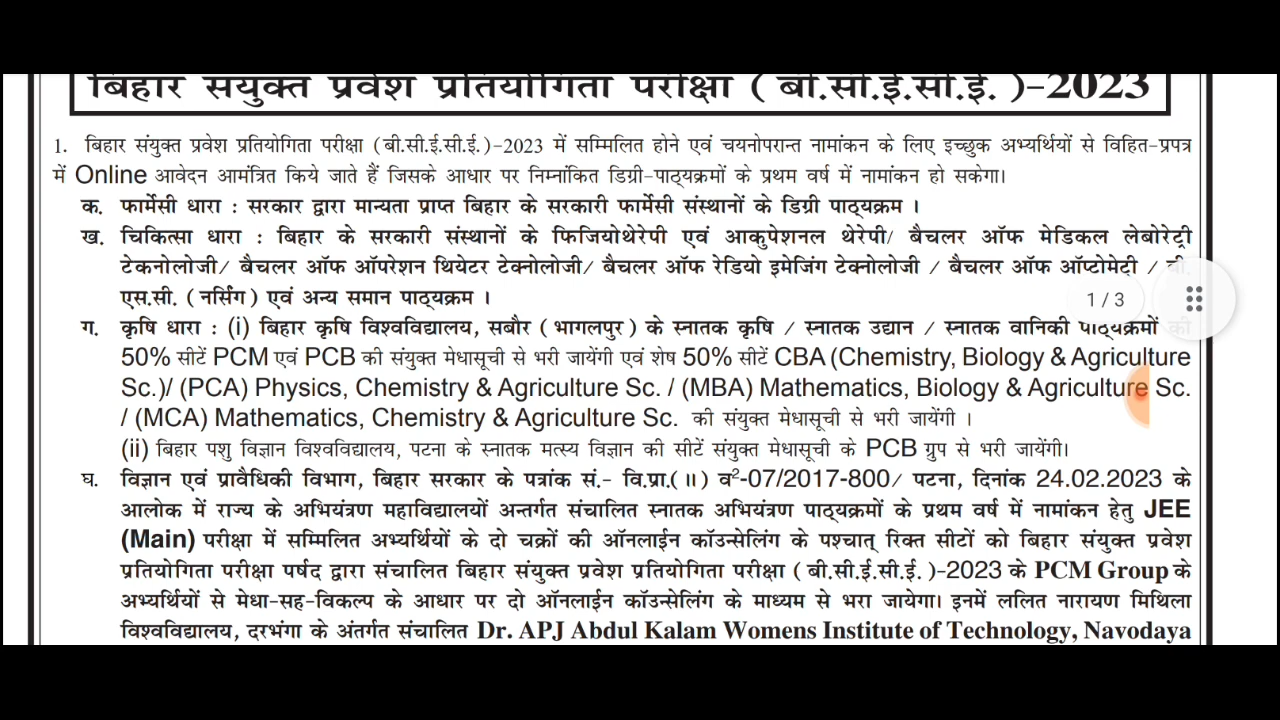 बिहार संयुक्त प्रवेश प्रतियोगिता परीक्षा ( बी.सी.ई.सी.ई. )-2023
1. बिहार संयुक्त प्रवेश प्रतियोगिता परीक्षा (बी.सी.ई.सी.ई.)-2023 में सम्मिलित होने एवं चयनोपरान्त नामांकन के लिए इच्छुक अभ्यर्थियों से विहित-प्रपत्र
में Online आवेदन आमंत्रित किये जाते हैं जिसके आधार पर निम्नांकित डिग्री-पाठ्यक्रमों के प्रथम वर्ष में नामांकन हो सकेगा।
क. फार्मेसी धारा : सरकार द्वारा मान्यता प्राप्त बिहार के सरकारी फार्मेसी संस्थानों के डिग्री पाठ्यक्रम ।
ख. चिकित्सा धारा : बिहार के सरकारी संस्थानों के फिजियोथेरेपी एवं आकुपेशनल थेरेपी/ बैचलर ऑफ मेडिकल लेबोरेट्री
टेकनोलोजी/ बैचलर ऑफ ऑपरेशन थियेटर टेक्नोलोजी/ बैचलर ऑफ रेडियो इमेजिंग टेक्नोलोजी / बैचलर ऑफ ऑप्टोमेट्री / बी.
एस.सी. ( नर्सिंग ) एवं अन्य समान पाठ्यक्रम ।
1 / 3
ग. कृषि धारा : (i) बिहार कृषि विश्वविद्यालय, सबौर ( भागलपुर ) के स्नातक कृषि / स्नातक उद्यान / स्नातक वानिकी पाठ्यक्रमों की
50% सीटें PCM एवं PCB की संयुक्त मेधासूची से भरी जायेंगी एवं शेष 50% सीटें CBA (Chemistry, Biology & Agriculture
Sc.)/ (PCA) Physics, Chemistry & Agriculture Sc. / (MBA) Mathematics, Biology & Agriculture Sc.
/ (MCA) Mathematics, Chemistry & Agriculture Sc. की संयुक्त मेधासूची से भरी जायेंगी ।
(ii) बिहार पशु विज्ञान विश्वविद्यालय, पटना के स्नातक मत्स्य विज्ञान की सीटें संयुक्त मेधासूची के PCB ग्रुप से भरी जायेंगी।
घ. विज्ञान एवं प्रावैधिकी विभाग, बिहार सरकार के पत्रांक सं.- वि.प्रा.( II ) व²-07/2017-800/ पटना, दिनांक 24.02.2023 के
आलोक में राज्य के अभियंत्रण महाविद्यालयों अन्तर्गत संचालित स्नातक अभियंत्रण पाठ्यक्रमों के प्रथम वर्ष में नामांकन हेतु JEE
(Main) परीक्षा में सम्मिलित अभ्यर्थियों के दो चक्रों की ऑनलाईन कॉउन्सेलिंग के पश्चात् रिक्त सीटों को बिहार संयुक्त प्रवेश
प्रतियोगिता परीक्षा पर्षद द्वारा संचालित बिहार संयुक्त प्रवेश प्रतियोगिता परीक्षा ( बी.सी.ई.सी.ई. )-2023 के PCM Group के
अभ्यर्थियों से मेधा-सह-विकल्प के आधार पर दो ऑनलाईन कॉउन्सेलिंग के माध्यम से भरा जायेगा। इनमें ललित नारायण मिथिला
विश्वविद्यालय, दरभंगा के अंतर्गत संचालित Dr. APJ Abdul Kalam Womens Institute of Technology, Navodaya